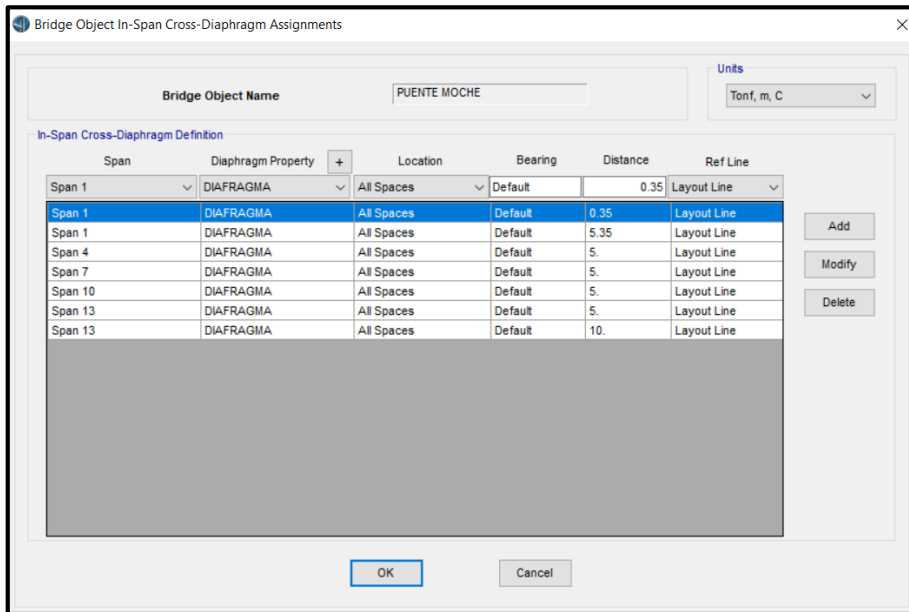 Bridge Object In-Span Cross-Diaphragm Assignments
Units
Bridge Object Name PUENTE MOCHE Tonf, m, C
In-Span Cross-Diaphragm Definition
Span Diaphragm Property + Location Bearing Distance Ref Line
Span 1 DIAFRAGMA All Spaces Default 0.35 Layout Line
Span 1 DIAFRAGMA All Spaces Default 0.35 Layout Line
Span 1 DIAFRAGMA All Spaces Default 5.35 Layout Line
Span 4 DIAFRAGMA All Spaces Default 5. Layout Line
Span 7 DIAFRAGMA All Spaces Default 5. Layout Line
Span 10 DIAFRAGMA All Spaces Default 5. Layout Line
Span 13 DIAFRAGMA All Spaces Default 5. Layout Line
Span 13 DIAFRAGMA All Spaces Default 10. Layout Line
Add
Modify
Delete
OK Cancel